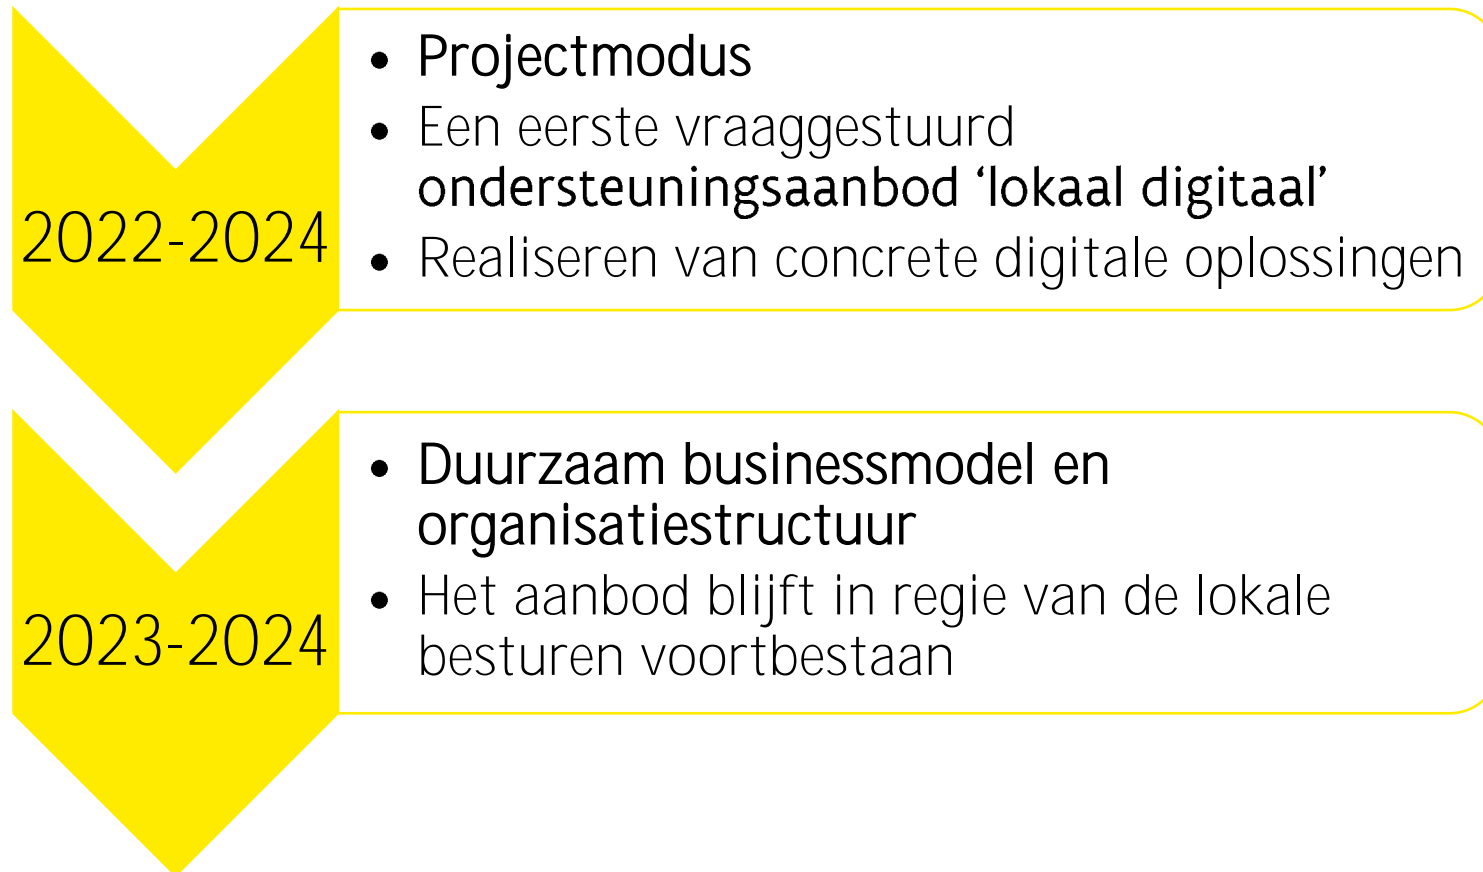 2022-2024
• Projectmodus
• Een eerste vraaggestuurd
ondersteuningsaanbod ‘lokaal digitaal’
• Realiseren van concrete digitale oplossingen
2023-2024
• Duurzaam businessmodel en
organisatiestructuur
• Het aanbod blijft in regie van de lokale
besturen voortbestaan